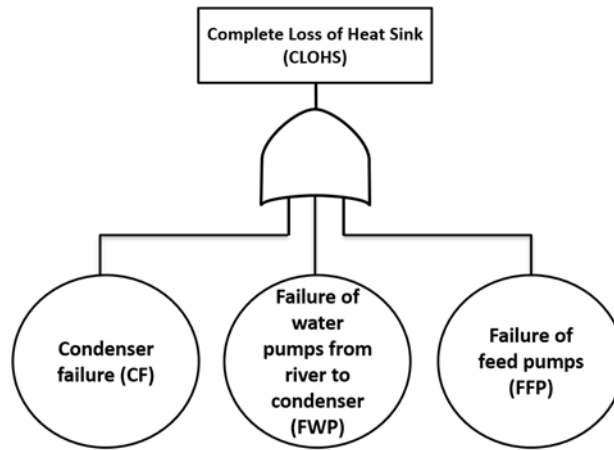 Complete Loss of Heat Sink
(CLOHS)
Condenser
failure (CF)
Failure of
water
pumps from
river to
condenser
(FWP)
Failure of
feed pumps
(FFP)